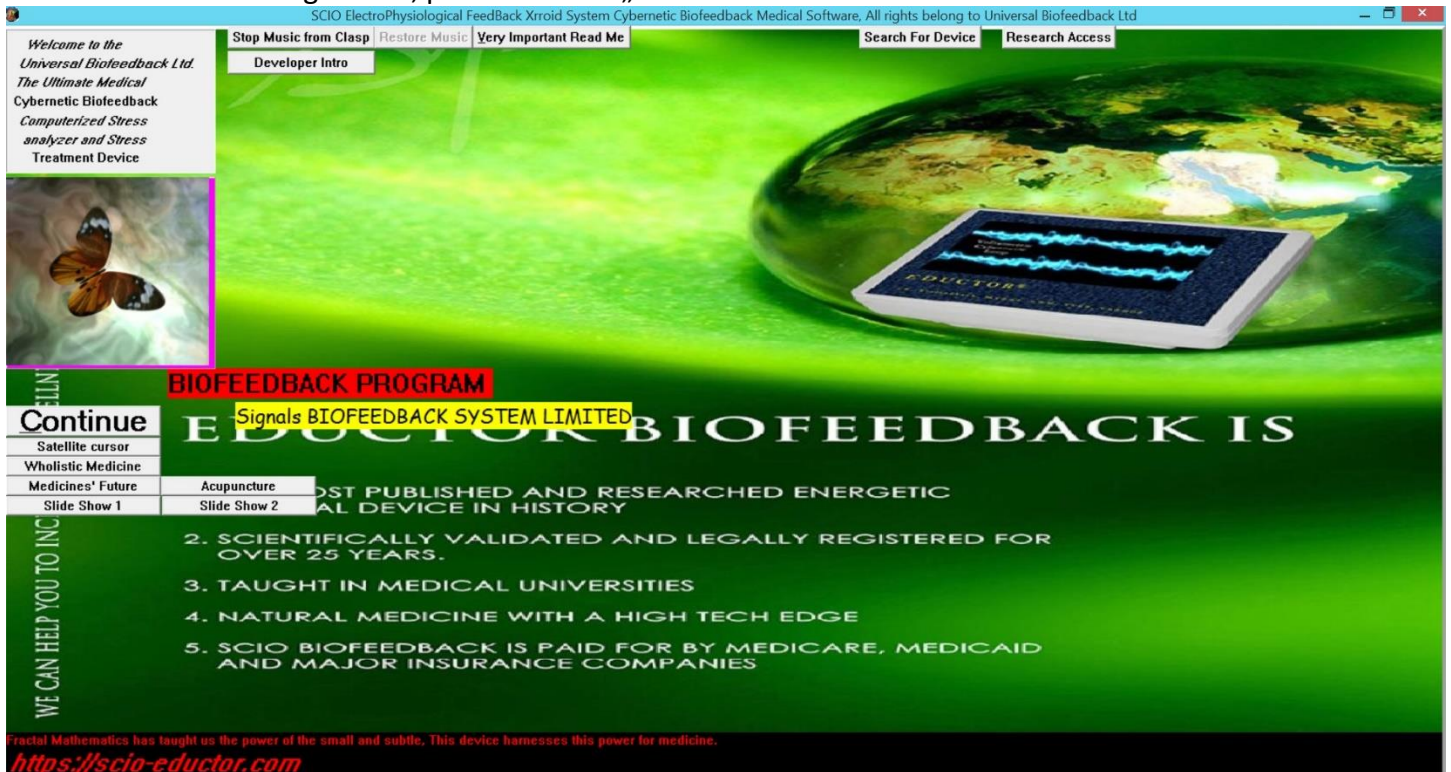 SCIO ElectroPhysiological FeedBack Xrroid System Cybernetic Biofeedback Medical Software, All rights belong to Universal Biofeedback Ltd
Stop Music from Clasp Restore Music Very Important Read Me
Search For Device Research Access
Developer Intro
Welcome to the
Universal Biofeedback Ltd.
The Ultimate Medical
Cybernetic Biofeedback
Computerized Stress
analyzer and Stress
Treatment Device
EDUCTOR®
BIOFEEDBACK PROGRAM
Signals BIOFEEDBACK SYSTEM LIMITED
BIOFEEDBACK IS
Continue
Satellite cursor
Wholistic Medicine
Medicines' Future Acupuncture
Slide Show 1 Slide Show 2
PUBLISHED AND RESEARCHED ENERGETIC
DEVICE IN HISTORY
2. SCIENTIFICALLY VALIDATED AND LEGALLY REGISTERED FOR
OVER 25 YEARS.
3. TAUGHT IN MEDICAL UNIVERSITIES
4. NATURAL MEDICINE WITH A HIGH TECH EDGE
5. SCIO BIOFEEDBACK IS PAID FOR BY MEDICARE, MEDICAID
AND MAJOR INSURANCE COMPANIES
WE CAN HELP YOU TO
Fractal Mathematics has taught us the power of the small and subtle, This device harnesses this power for medicine.
https://scio-eductor.com